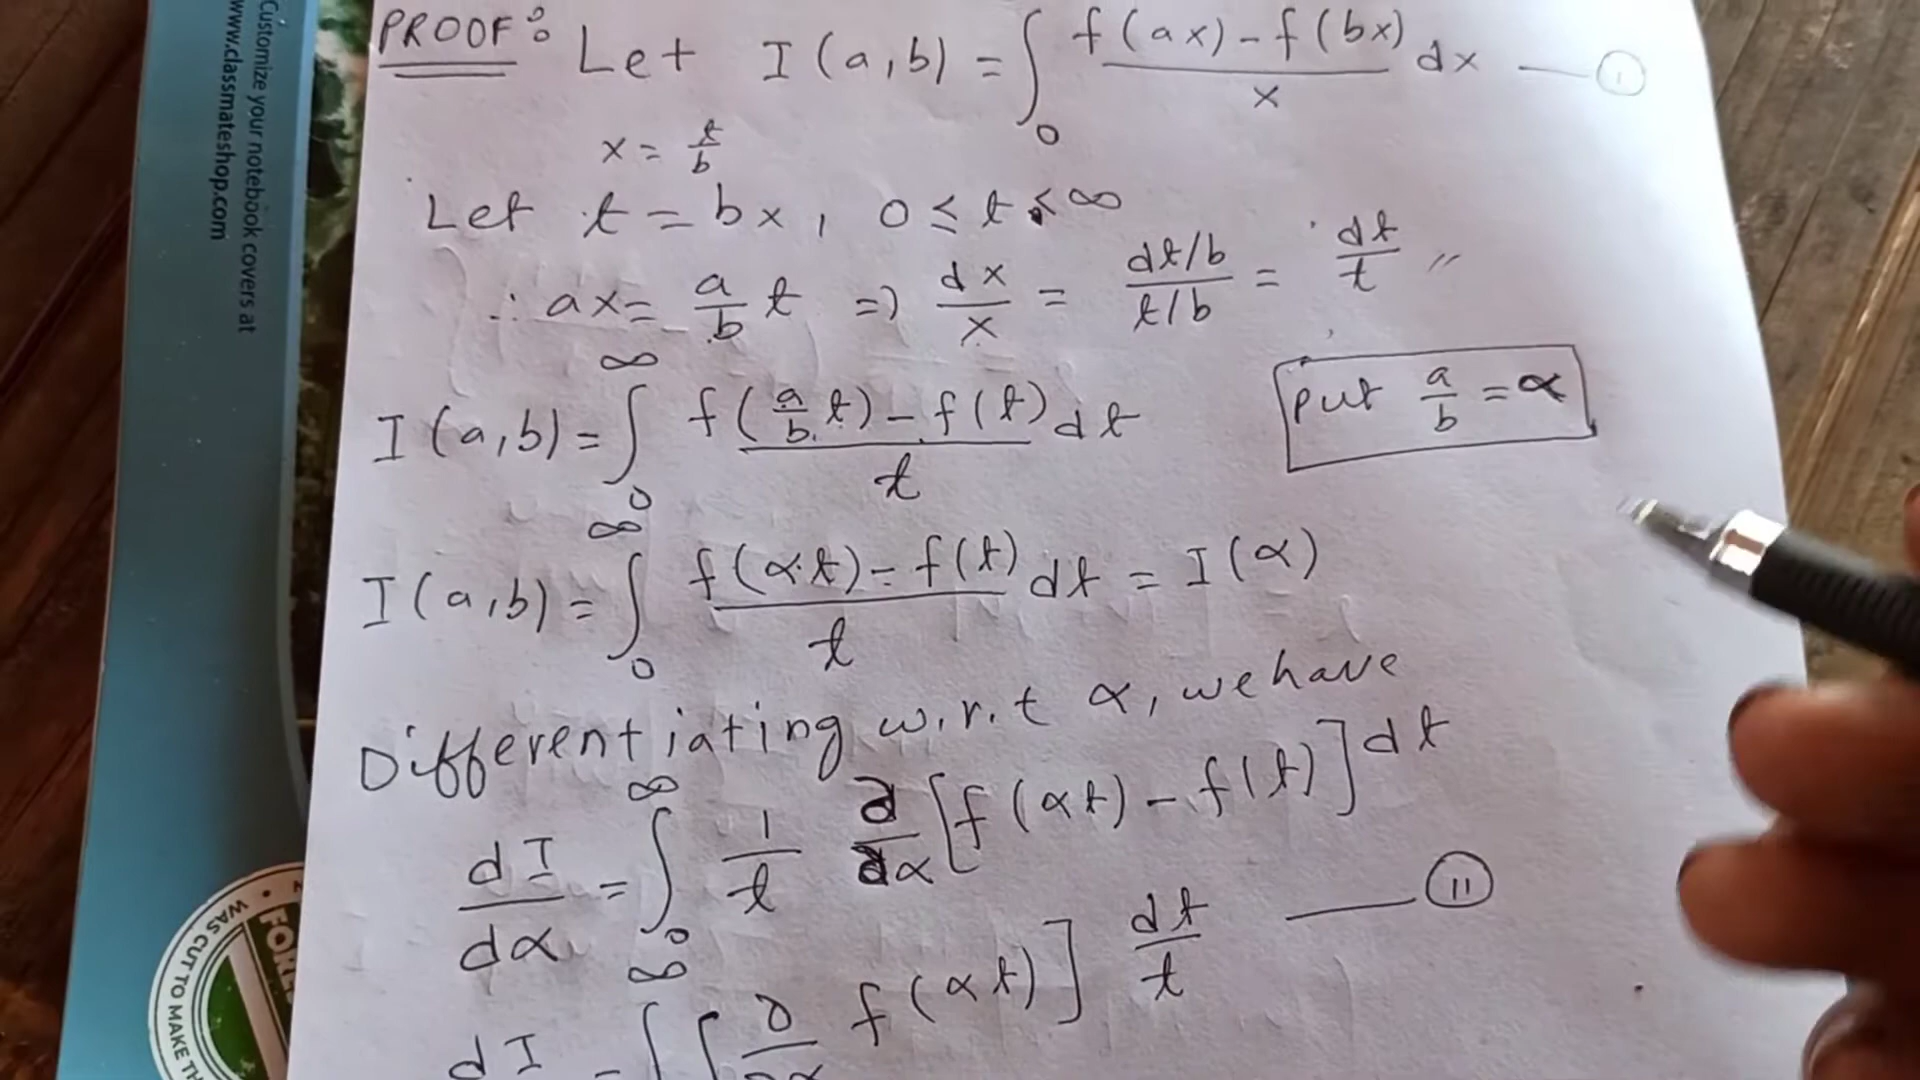 Customize your notebook covers at
www.classmateshop.com
PROOF: Let I(a,b) = ∫₀ f(ax) - f(bx) / x dx — (1)
x = t/b
Let t = bx, 0 ≤ t < ∞
∴ ax = a/b t ⇒ dx/x = dt/b / t/b = dt/t "
I(a,b) = ∫₀^∞ f(a/b t) - f(t) / t dt
put a/b = α
I(a,b) = ∫₀^∞ f(α·t) - f(t) / t dt = I(α)
Differentiating w.r.t α, we have
dI/dα = ∫₀^∞ 1/t ∂/∂α [f(αt) - f(t)] dt
— (11)
dI = ∫^∞ [∂/∂α f(αt)] dt/t
WAS CUT TO MAKE TH